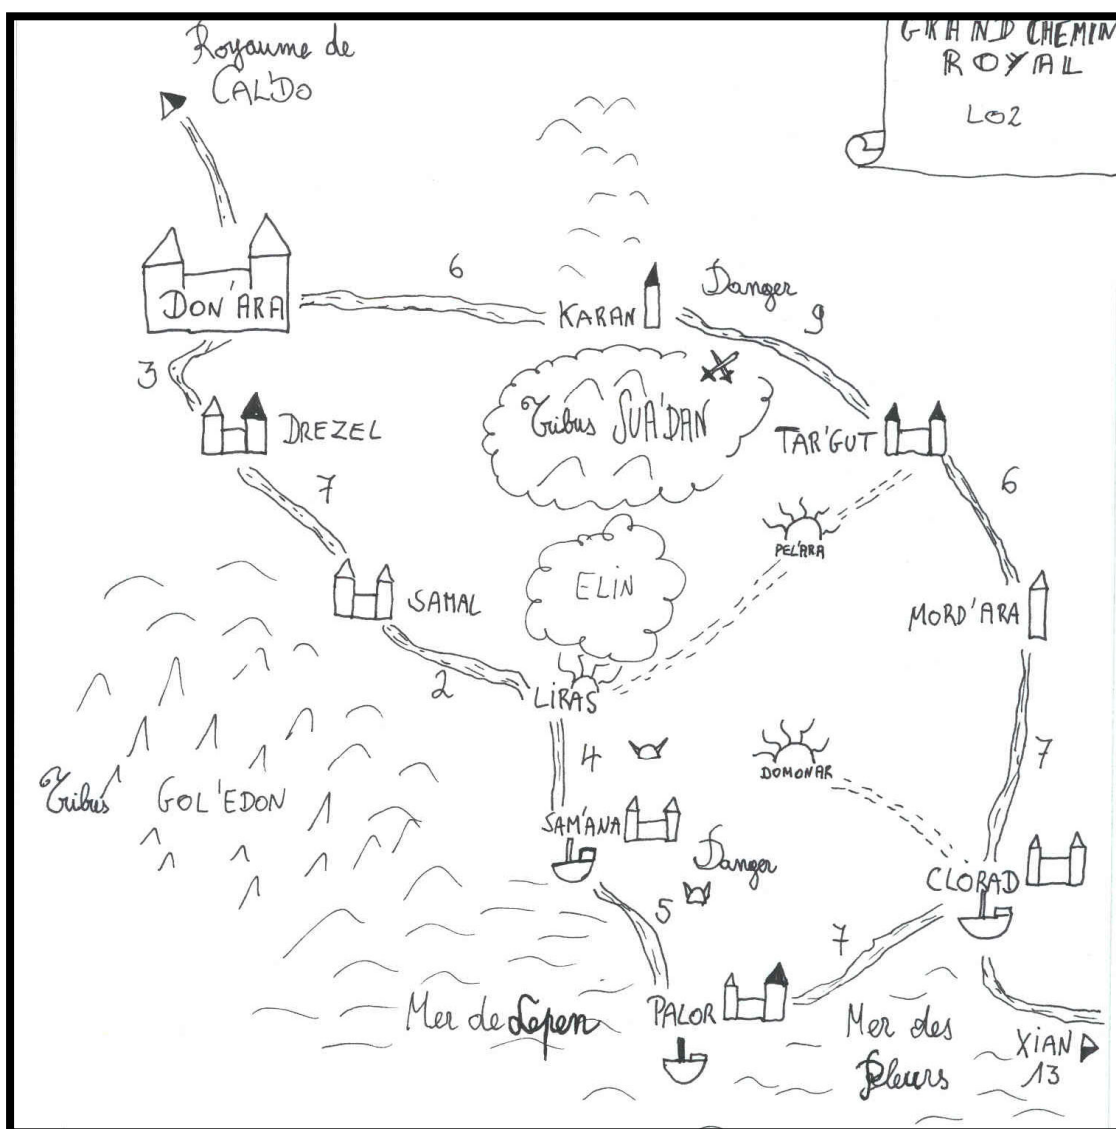 Royaume de
CAL'DO
GRAND CHEMIN
ROYAL
LO2
6
Danger
DON'ARA
KARAN
9
3
DREZEL
Tribus SUA'DAN
TAR'GUT
7
6
PEL'ARA
ELIN
SAMAL
MORD'ARA
2
LIRAS
4
DOMONAR
7
Tribus GOL'EDON
SAM'ANA
Danger
CLORAD
5
7
Mer de Lepen
PALOR
Mer des
Pleurs
XIAN
13